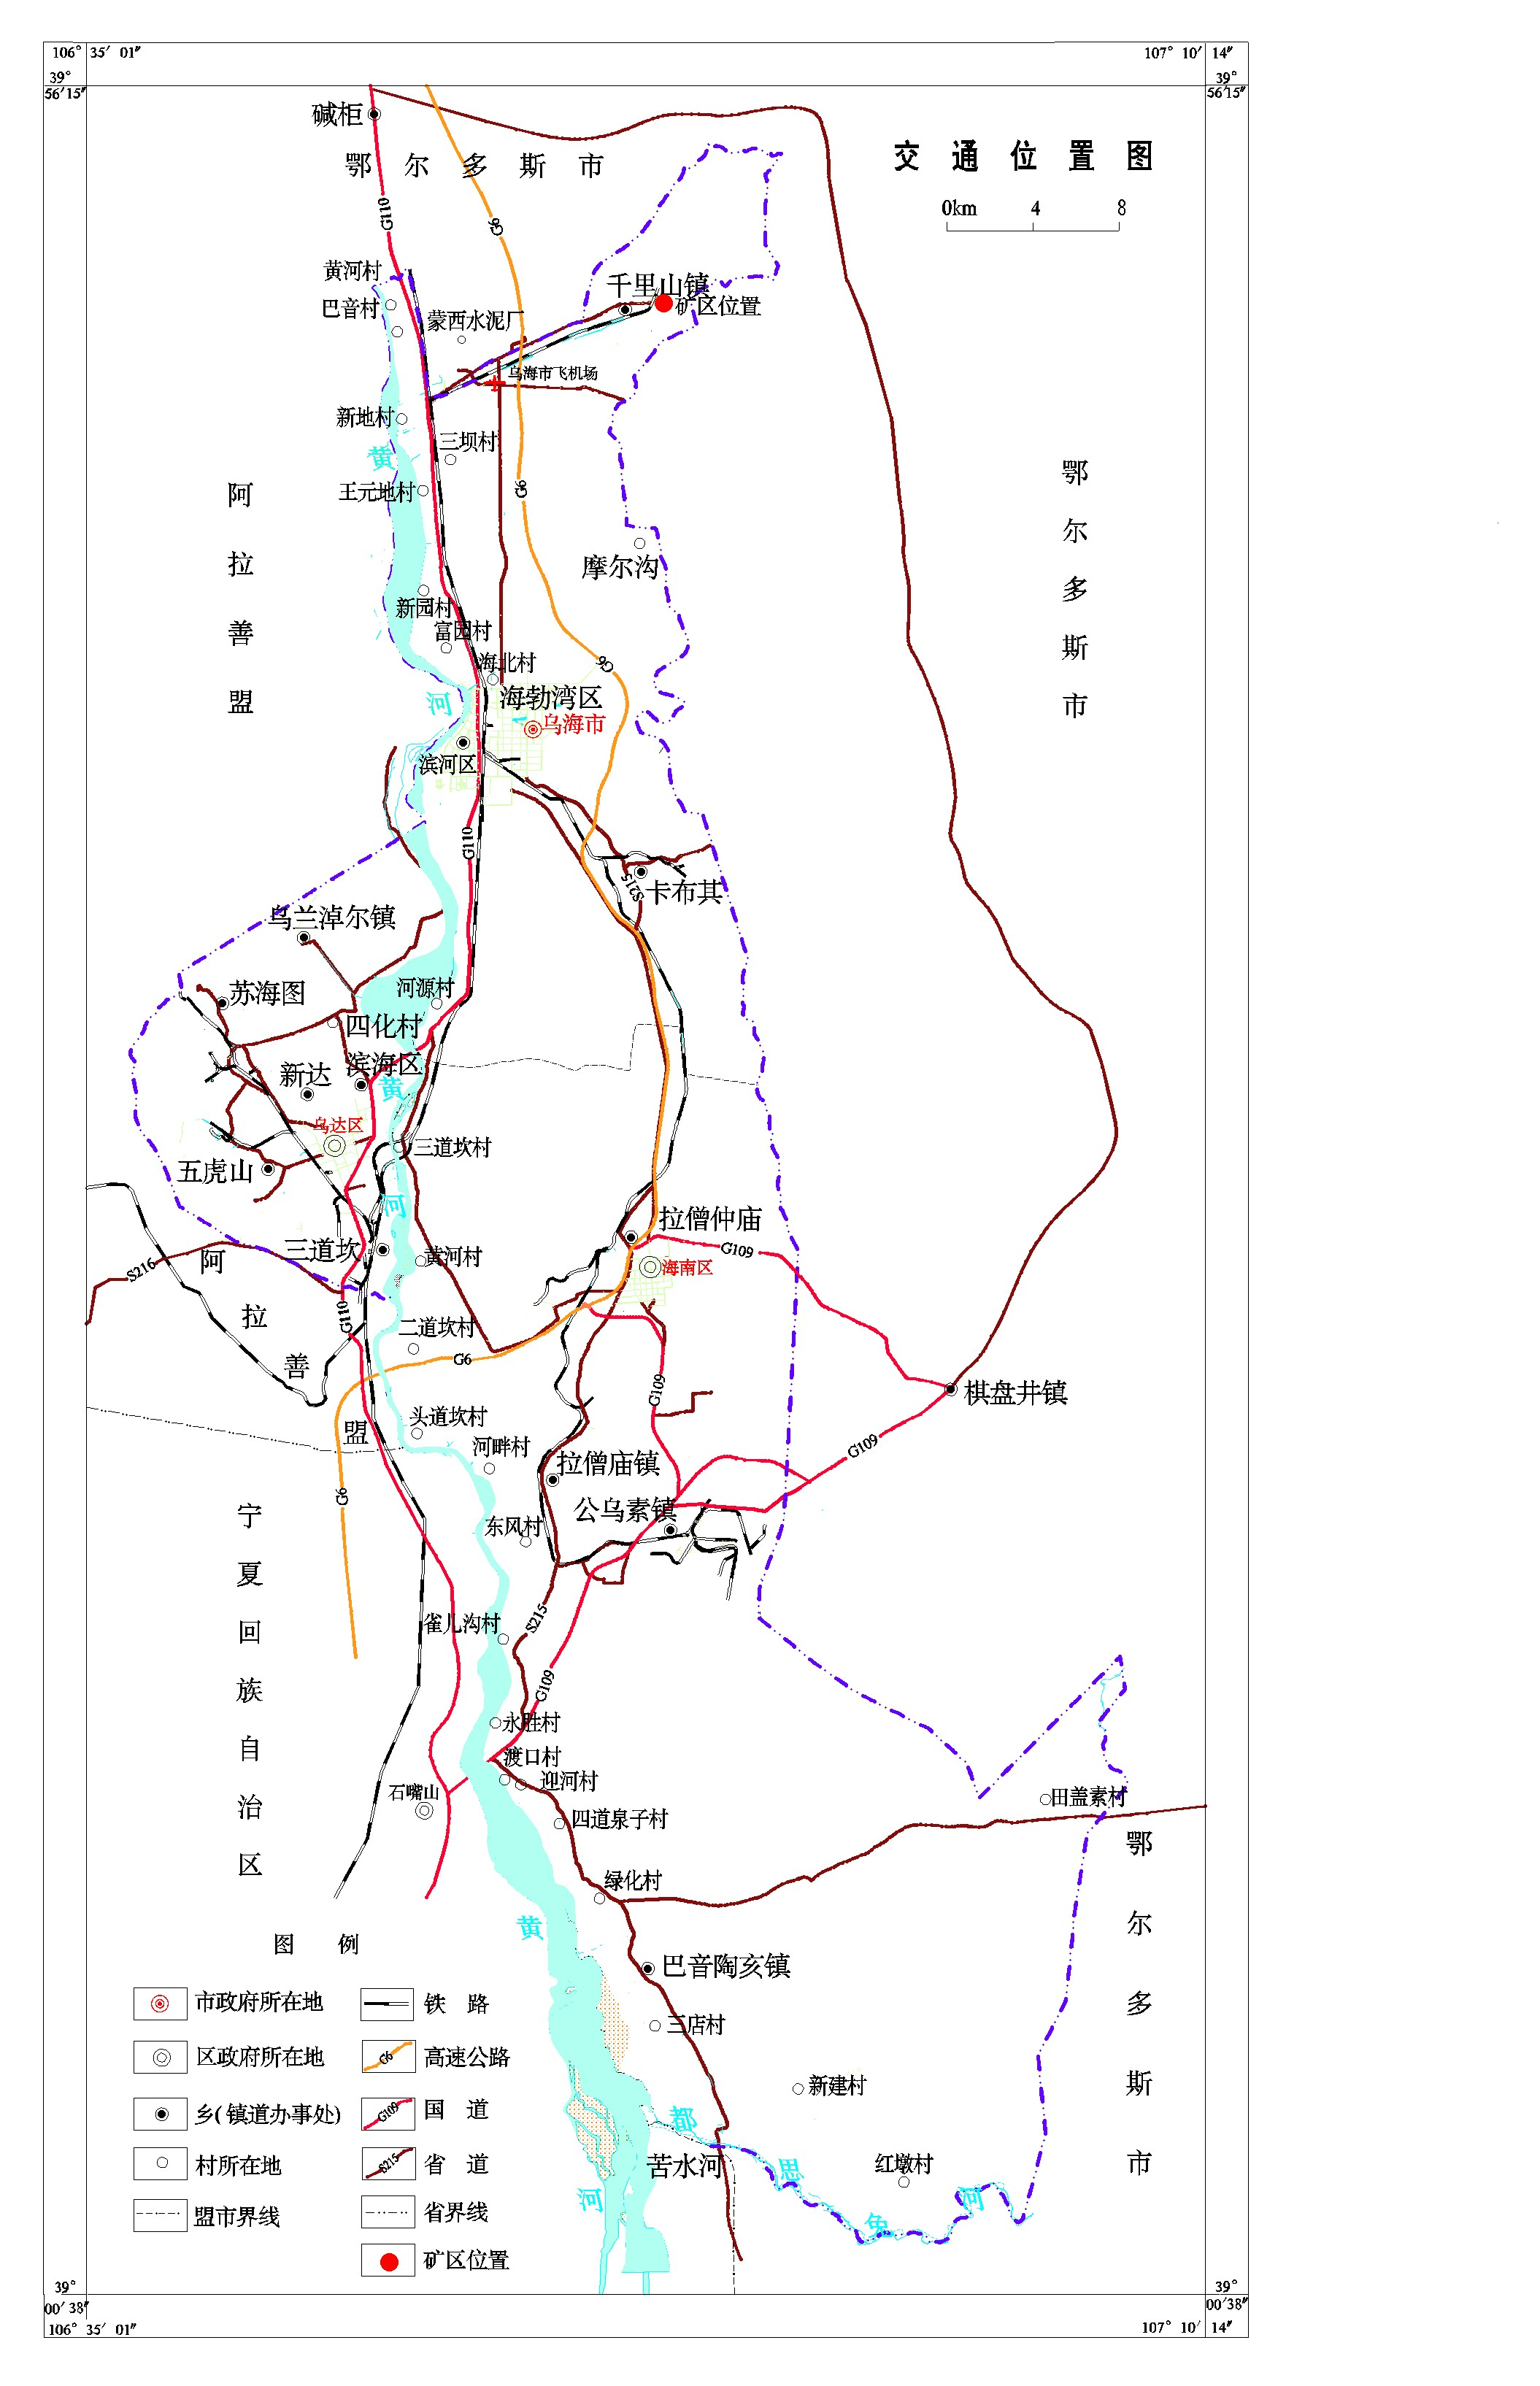 106° 35′ 01″
107° 10′ 14″
39°
56′15″
39°
56′15″
碱柜
交通位置图
鄂尔多斯市
0km 4 8
G110
G6
黄河村
千里山镇
巴音村
矿区位置
蒙西水泥厂
乌海市飞机场
新地村
三坝村
黄
王元地村
G6
阿拉善盟
鄂尔多斯市
摩尔沟
新园村
富园村
海北村
G6
河
海勃湾区
乌海市
滨河区
G110
S215
卡布其
乌兰淖尔镇
苏海图
河源村
四化村
新达
滨海区
黄
乌达区
三道坎村
五虎山
河
拉僧仲庙
三道坎
黄河村
G109
海南区
S216
阿拉善盟
G110
二道坎村
G6
G109
棋盘井镇
头道坎村
河畔村
G109
拉僧庙镇
G6
公乌素镇
宁夏回族自治区
东风村
雀儿沟村
S215
G109
永胜村
渡口村
石嘴山
迎河村
田盖素村
四道泉子村
鄂尔多斯市
绿化村
黄
巴音陶亥镇
三店村
新建村
都思兔河
苦水河
红墩村
河
图 例
市政府所在地
铁 路
区政府所在地
G6
高速公路
乡(镇道办事处)
G109
国 道
村所在地
S215
省 道
盟市界线
省界线
矿区位置
39°
00′38″
39°
00′38″
106° 35′ 01″
107° 10′ 14″